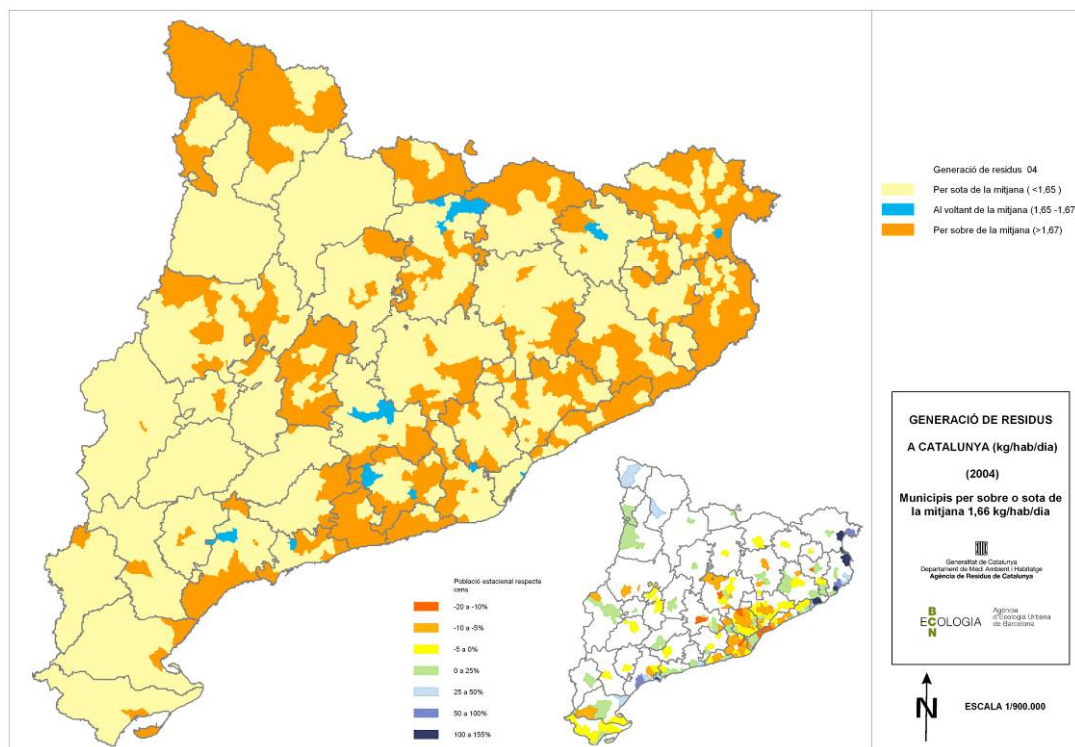 Generació de residus 04
Per sota de la mitjana ( <1,65 )
Al voltant de la mitjana (1,65 -1,67
Per sobre de la mitjana (>1,67)
GENERACIÓ DE RESIDUS
A CATALUNYA (kg/hab/dia)
(2004)
Municipis per sobre o sota de
la mitjana 1,66 kg/hab/dia
Generalitat de Catalunya
Departament de Medi Ambient i Habitatge
Agència de Residus de Catalunya
BCN
ECOLOGIA
Agència
d'Ecologia Urbana
de Barcelona
N
ESCALA 1/900.000
Població estacional respecte
cens
-20 a -10%
-10 a -5%
-5 a 0%
0 a 25%
25 a 50%
50 a 100%
100 a 155%